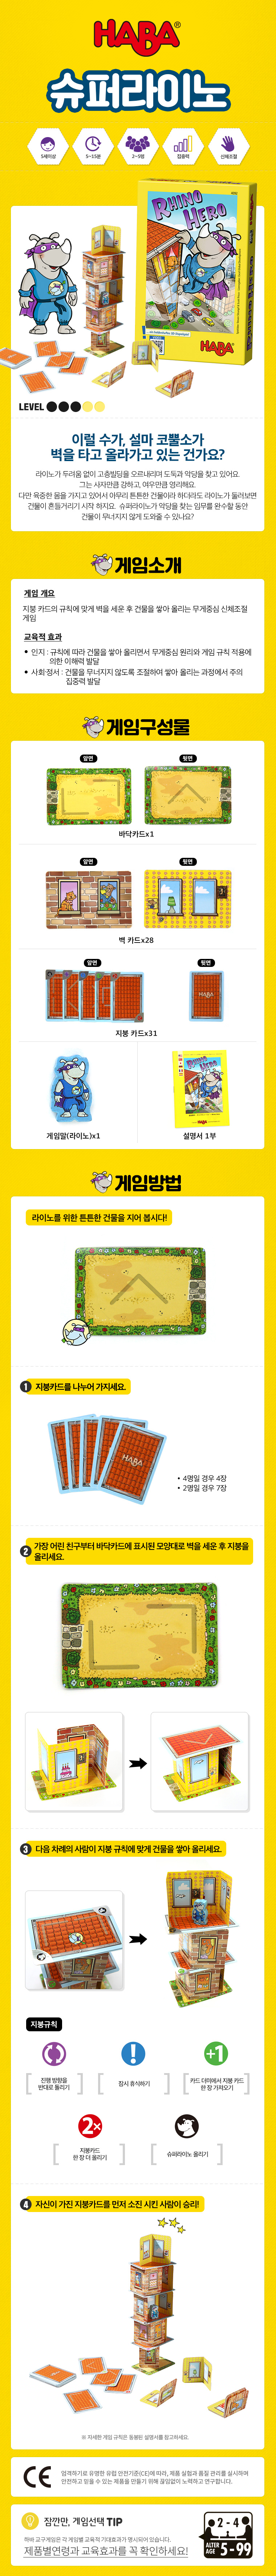 HABA®
슈퍼라이노
5세이상
5~15분
2~5명
집중력
신체조절
RHINO HERO
HABA
LEVEL
이럴 수가, 설마 코뿔소가
벽을 타고 올라가고 있는 건가요?
라이노가 두려움 없이 고층빌딩을 오르내리며 도둑과 악당을 찾고 있어요.
그는 사자만큼 강하고, 여우만큼 영리해요.
다만 육중한 몸을 가지고 있어서 아무리 튼튼한 건물이라 하더라도 라이노가 둘러보면
건물이 흔들거리기 시작 하지요. 슈퍼라이노가 악당을 찾는 임무를 완수할 동안
건물이 무너지지 않게 도와줄 수 있나요?
게임소개
게임 개요
지붕 카드의 규칙에 맞게 벽을 세운 후 건물을 쌓아 올리는 무게중심 신체조절
게임
교육적 효과
• 인지 : 규칙에 따라 건물을 쌓아 올리면서 무게중심 원리와 게임 규칙 적용에
의한 이해력 발달
• 사회·정서 : 건물을 무너지지 않도록 조절하여 쌓아 올리는 과정에서 주의
집중력 발달
게임구성물
앞면
뒷면
바닥카드x1
앞면
뒷면
벽 카드x28
앞면
뒷면
HABA
지붕 카드x31
RHINO HERO
게임말(라이노)x1
설명서 1부
게임방법
라이노를 위한 튼튼한 건물을 지어 봅시다!
1 지붕카드를 나누어 가지세요.
HABA
• 4명일 경우 4장
• 2명일 경우 7장
2 가장 어린 친구부터 바닥카드에 표시된 모양대로 벽을 세운 후 지붕을
올리세요.
3 다음 차례의 사람이 지붕 규칙에 맞게 건물을 쌓아 올리세요.
지붕규칙
!
+1
진행 방향을
반대로 돌리기
잠시 휴식하기
카드 더미에서 지붕 카드
한 장 가져오기
2x
지붕카드
한 장 더 올리기
슈퍼라이노 올리기
4 자신이 가진 지붕카드를 먼저 소진 시킨 사람이 승리!
※ 자세한 게임 규칙은 동봉된 설명서를 참고하세요.
CE
엄격하기로 유명한 유럽 안전기준(CE)에 따라, 제품 실험과 품질 관리를 실시하며
안전하고 믿을 수 있는 제품을 만들기 위해 끊임없이 노력하고 연구합니다.
잠깐만, 게임선택 TIP
하바 교구게임은 각 게임별 교육적 기대효과가 명시되어 있습니다.
제품별연령과 교육효과를 꼭 확인하세요!
2 - 4
ALTER
AGE
5-99